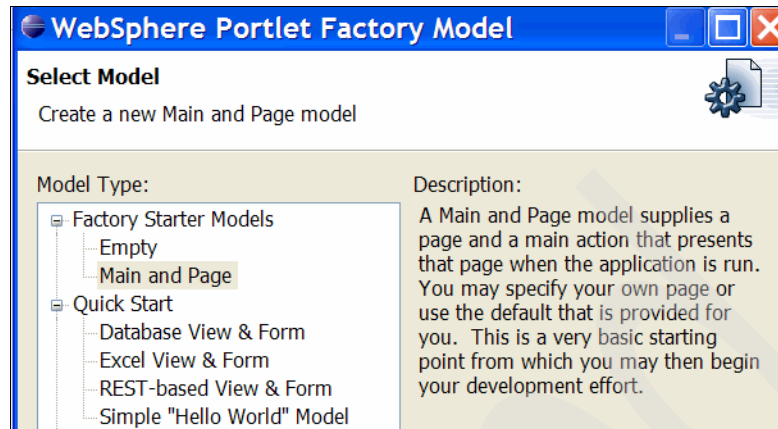 WebSphere Portlet Factory Model
Select Model
Create a new Main and Page model
Model Type:
Factory Starter Models
Empty
Main and Page
Quick Start
Database View & Form
Excel View & Form
REST-based View & Form
Simple "Hello World" Model
Description:
A Main and Page model supplies a
page and a main action that presents
that page when the application is run.
You may specify your own page or
use the default that is provided for
you.  This is a very basic starting
point from which you may then begin
your development effort.